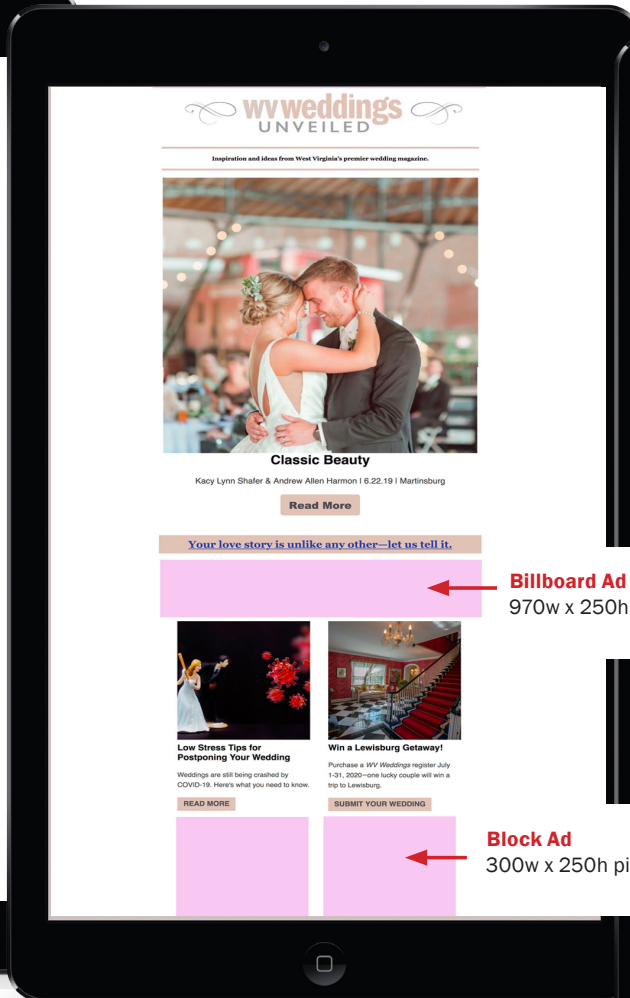 wv weddings
UNVEILED
Inspiration and ideas from West Virginia's premier wedding magazine.
Classic Beauty
Kacy Lynn Shafer & Andrew Allen Harmon | 6.22.19 | Martinsburg
Read More
Your love story is unlike any other—let us tell it.
Billboard Ad
970w x 250h
Low Stress Tips for
Postponing Your Wedding
Weddings are still being crashed by
COVID-19. Here's what you need to know.
READ MORE
Win a Lewisburg Getaway!
Purchase a WV Weddings register July
1-31, 2020—one lucky couple will win a
trip to Lewisburg.
SUBMIT YOUR WEDDING
Block Ad
300w x 250h pi